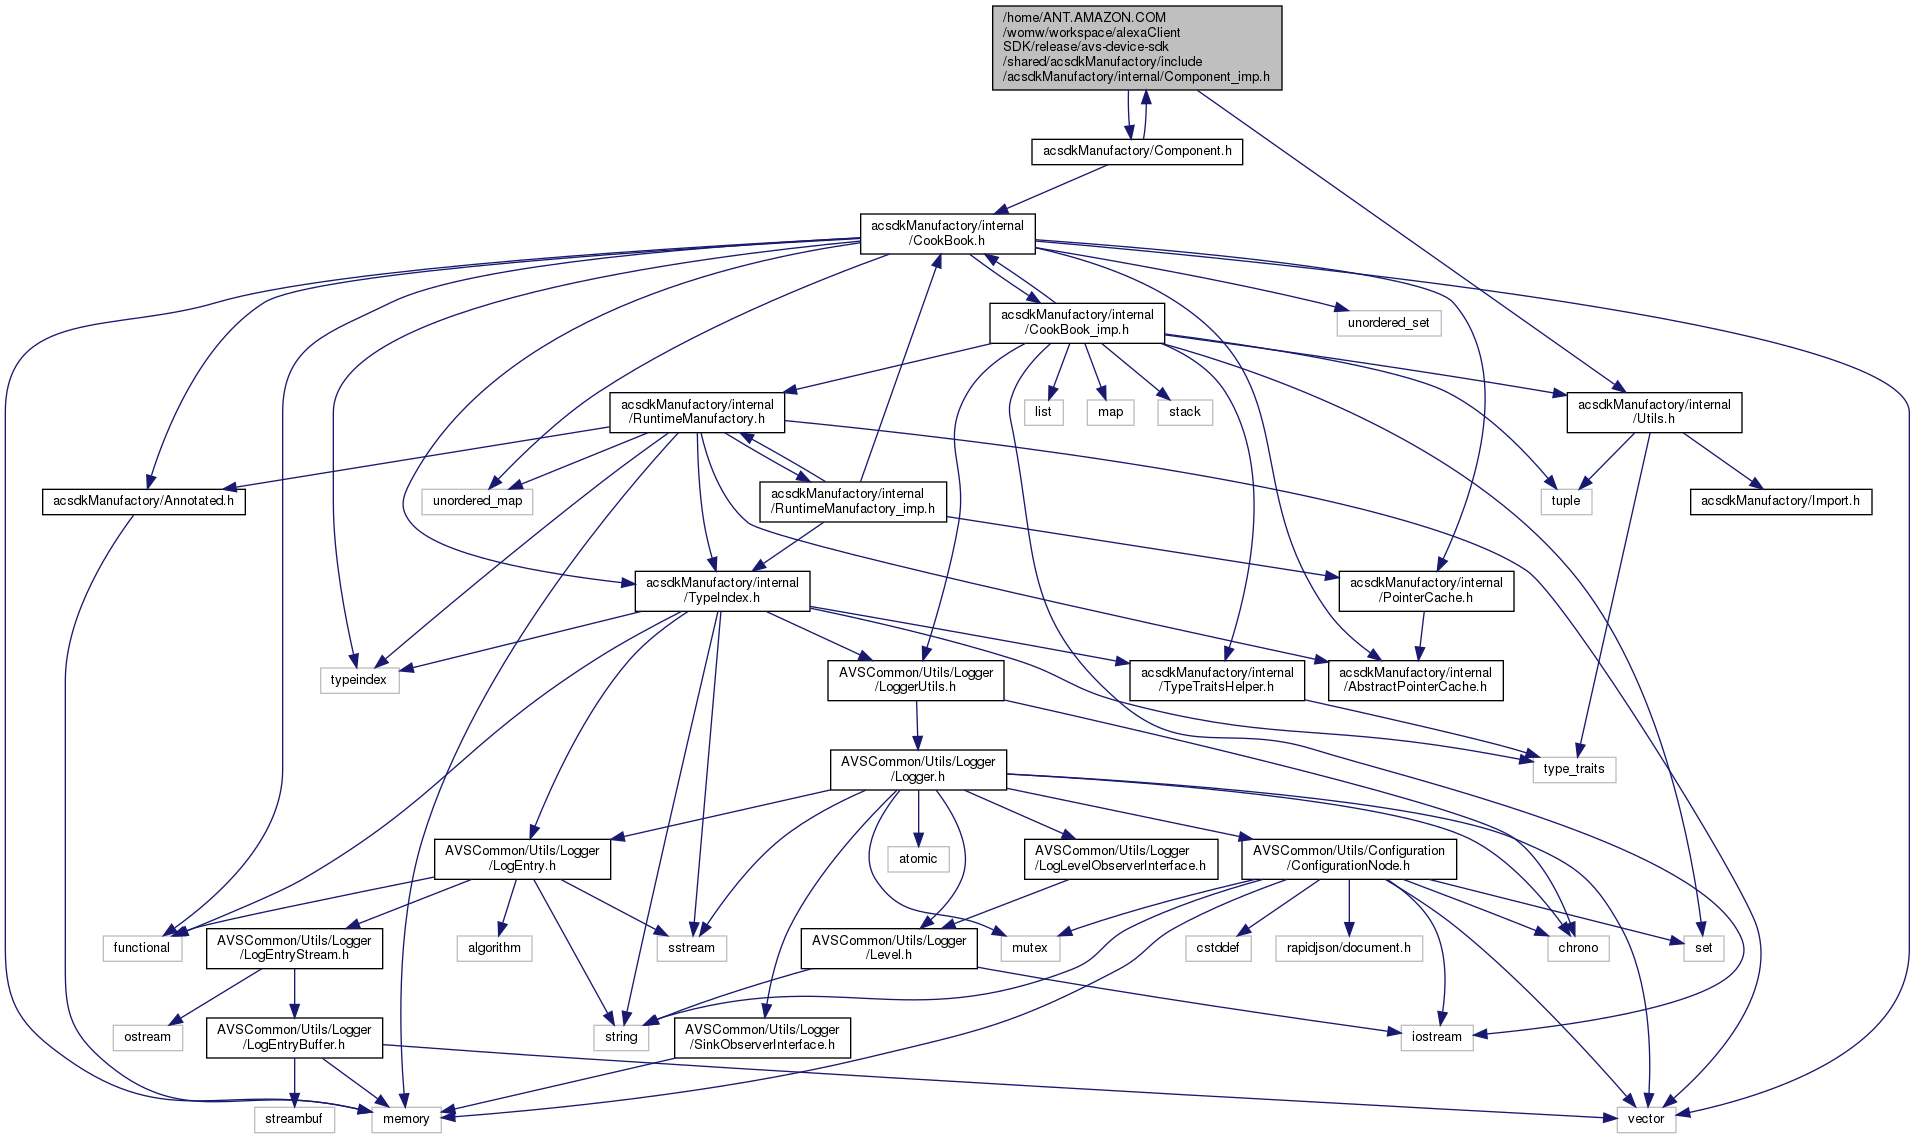 /home/ANT.AMAZON.COM
/womw/workspace/alexaClient
SDK/release/avs-device-sdk
/shared/acsdkManufactory/include
/acsdkManufactory/internal/Component_imp.h
acsdkManufactory/Component.h
acsdkManufactory/internal
/CookBook.h
acsdkManufactory/internal
/CookBook_imp.h
unordered_set
acsdkManufactory/internal
/RuntimeManufactory.h
list
map
stack
acsdkManufactory/internal
/Utils.h
acsdkManufactory/Annotated.h
unordered_map
acsdkManufactory/internal
/RuntimeManufactory_imp.h
tuple
acsdkManufactory/Import.h
acsdkManufactory/internal
/TypeIndex.h
acsdkManufactory/internal
/PointerCache.h
typeindex
AVSCommon/Utils/Logger
/LoggerUtils.h
acsdkManufactory/internal
/TypeTraitsHelper.h
acsdkManufactory/internal
/AbstractPointerCache.h
AVSCommon/Utils/Logger
/Logger.h
type_traits
AVSCommon/Utils/Logger
/LogEntry.h
atomic
AVSCommon/Utils/Logger
/LogLevelObserverInterface.h
AVSCommon/Utils/Configuration
/ConfigurationNode.h
functional
AVSCommon/Utils/Logger
/LogEntryStream.h
algorithm
sstream
AVSCommon/Utils/Logger
/Level.h
mutex
cstddef
rapidjson/document.h
chrono
set
ostream
AVSCommon/Utils/Logger
/LogEntryBuffer.h
string
AVSCommon/Utils/Logger
/SinkObserverInterface.h
iostream
streambuf
memory
vector